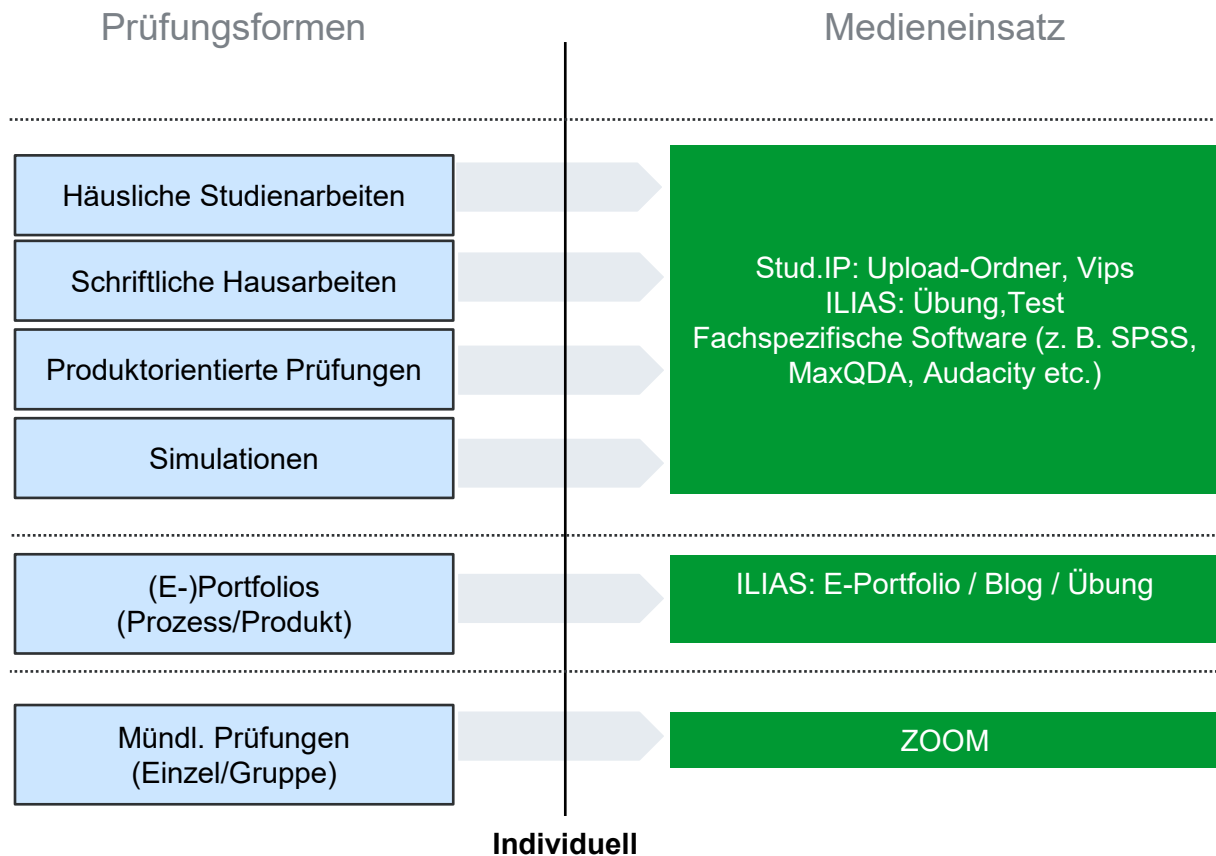 Prüfungsformen
Medieneinsatz
Häusliche Studienarbeiten
Schriftliche Hausarbeiten
Produktorientierte Prüfungen
Simulationen
Stud.IP: Upload-Ordner, Vips
ILIAS: Übung,Test
Fachspezifische Software (z. B. SPSS,
MaxQDA, Audacity etc.)
(E-)Portfolios
(Prozess/Produkt)
ILIAS: E-Portfolio / Blog / Übung
Mündl. Prüfungen
(Einzel/Gruppe)
ZOOM
Individuell